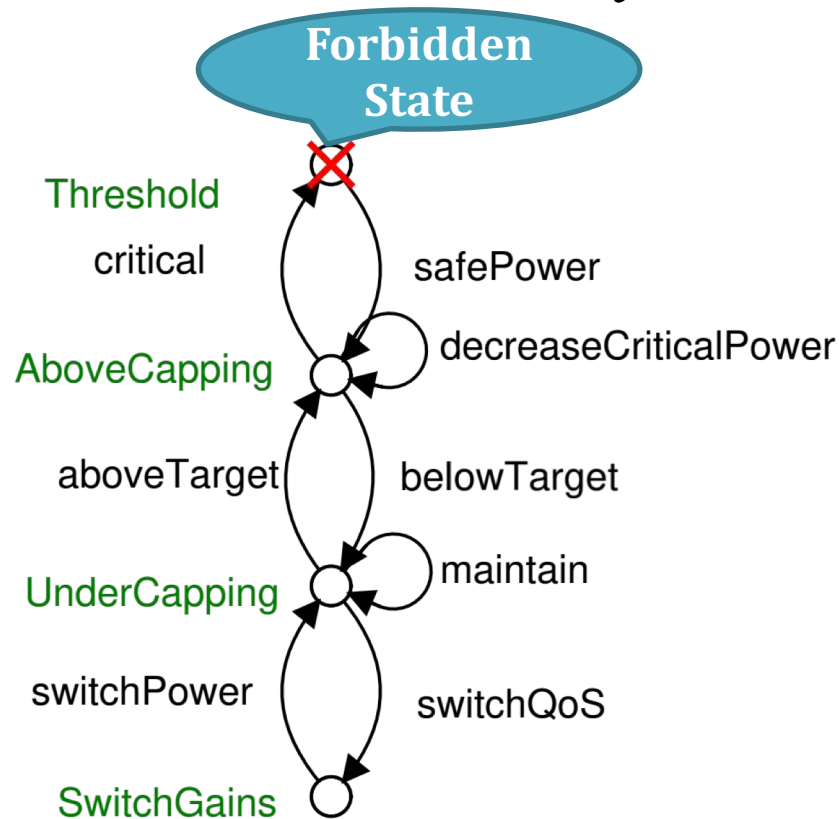 Forbidden
State
Threshold
critical
safePower
decreaseCriticalPower
AboveCapping
aboveTarget
belowTarget
maintain
UnderCapping
switchPower
switchQoS
SwitchGains